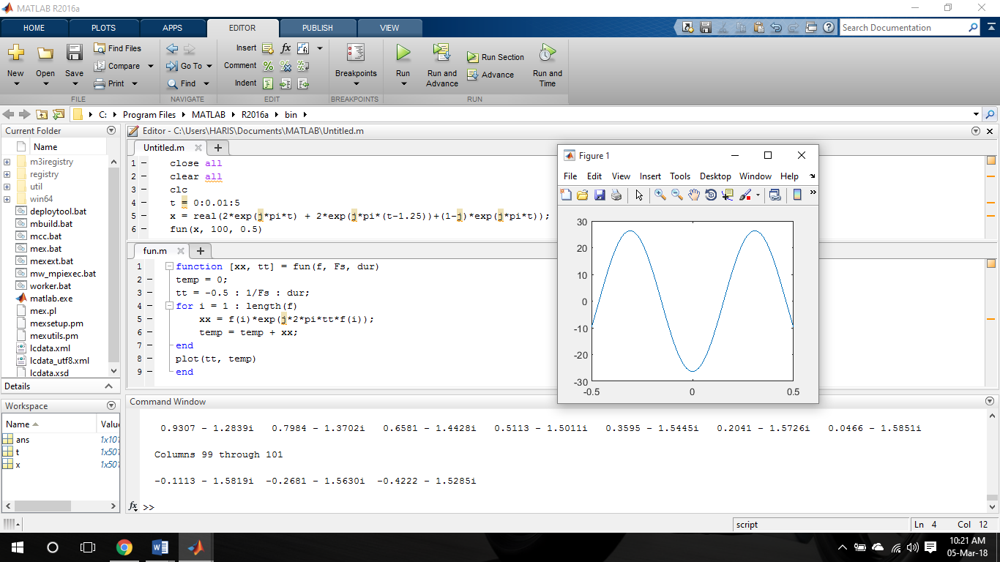 MATLAB R2016a
HOME PLOTS APPS EDITOR PUBLISH VIEW Search Documentation
New Open Save Find Files Compare Print Go To Find Insert Comment Indent Breakpoints Run Run and Advance Run Section Advance Run and Time
FILE NAVIGATE EDIT BREAKPOINTS RUN
C: Program Files MATLAB R2016a bin
Current Folder
Name
m3iregistry
registry
util
win64
deploytool.bat
mbuild.bat
mcc.bat
mex.bat
mexext.bat
mw_mpiexec.bat
worker.bat
matlab.exe
mex.pl
mexsetup.pm
mexutils.pm
lcdata.xml
lcdata_utf8.xml
lcdata.xsd
Details
Workspace
Name Valu
ans 1x101
t 1x501
x 1x501
Editor - C:\Users\HARIS\Documents\MATLAB\Untitled.m
Untitled.m
1 close all
2 clear all
3 clc
4 t = 0:0.01:5
5 x = real(2*exp(j*pi*t) + 2*exp(j*pi*(t-1.25))+(1-j)*exp(j*pi*t));
6 fun(x, 100, 0.5)
fun.m
1 function [xx, tt] = fun(f, Fs, dur)
2 temp = 0;
3 tt = -0.5 : 1/Fs : dur;
4 for i = 1 : length(f)
5 xx = f(i)*exp(j*2*pi*tt*f(i));
6 temp = temp + xx;
7 end
8 plot(tt, temp)
9 end
Figure 1
File Edit View Insert Tools Desktop Window Help
30
20
10
0
-10
-20
-30
-0.5 0 0.5
Command Window
0.9307 - 1.2839i 0.7984 - 1.3702i 0.6581 - 1.4428i 0.5113 - 1.5011i 0.3595 - 1.5445i 0.2041 - 1.5726i 0.0466 - 1.5851i
Columns 99 through 101
-0.1113 - 1.5819i -0.2681 - 1.5630i -0.4222 - 1.5285i
fx >>
script Ln 4 Col 12
10:21 AM
05-Mar-18